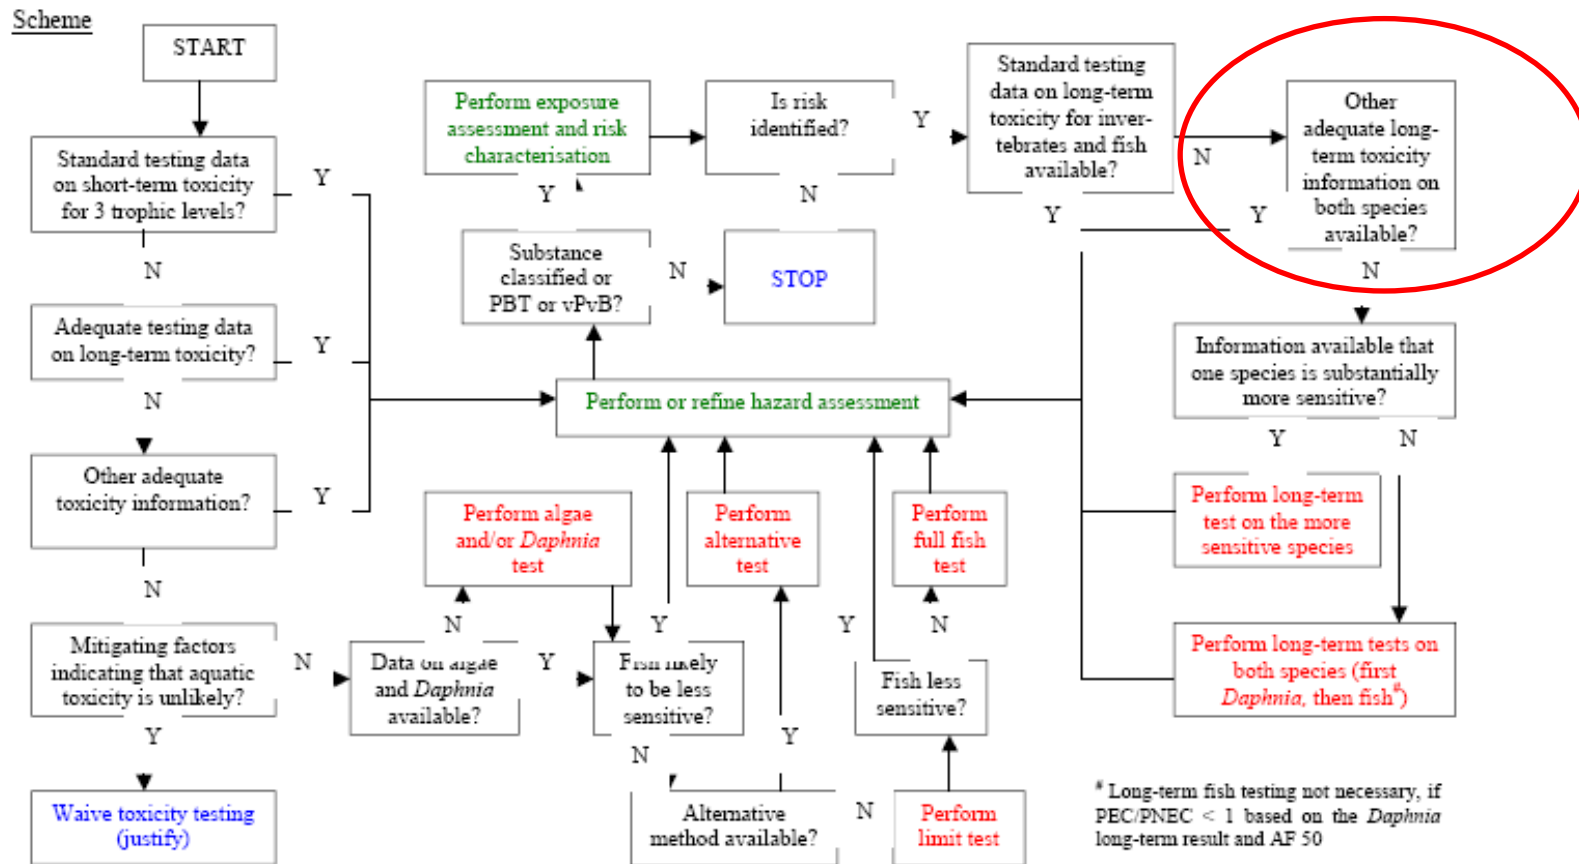 Scheme
START
Standard testing data
on short-term toxicity
for 3 trophic levels?
Y
N
Adequate testing data
on long-term toxicity?
Y
N
Other adequate
toxicity information?
Y
N
Mitigating factors
indicating that aquatic
toxicity is unlikely?
N
Y
Waive toxicity testing
(justify)
Data on algae
and Daphnia
available?
N
Y
Perform algae
and/or Daphnia
test
Fish likely
to be less
sensitive?
Y
N
Alternative
method available?
Y
N
Perform
alternative
test
Perform
limit test
Fish less
sensitive?
Y
N
Perform
full fish
test
Perform or refine hazard assessment
Substance
classified or
PBT or vPvB?
N
STOP
Y
Perform exposure
assessment and risk
characterisation
Is risk
identified?
N
Y
Standard testing
data on long-term
toxicity for inver-
tebrates and fish
available?
N
Y
Other
adequate long-
term toxicity
information on
both species
available?
Y
N
Information available that
one species is substantially
more sensitive?
Y
N
Perform long-term
test on the more
sensitive species
Perform long-term tests on
both species (first
Daphnia, then fish#)
# Long-term fish testing not necessary, if
PEC/PNEC < 1 based on the Daphnia
long-term result and AF 50